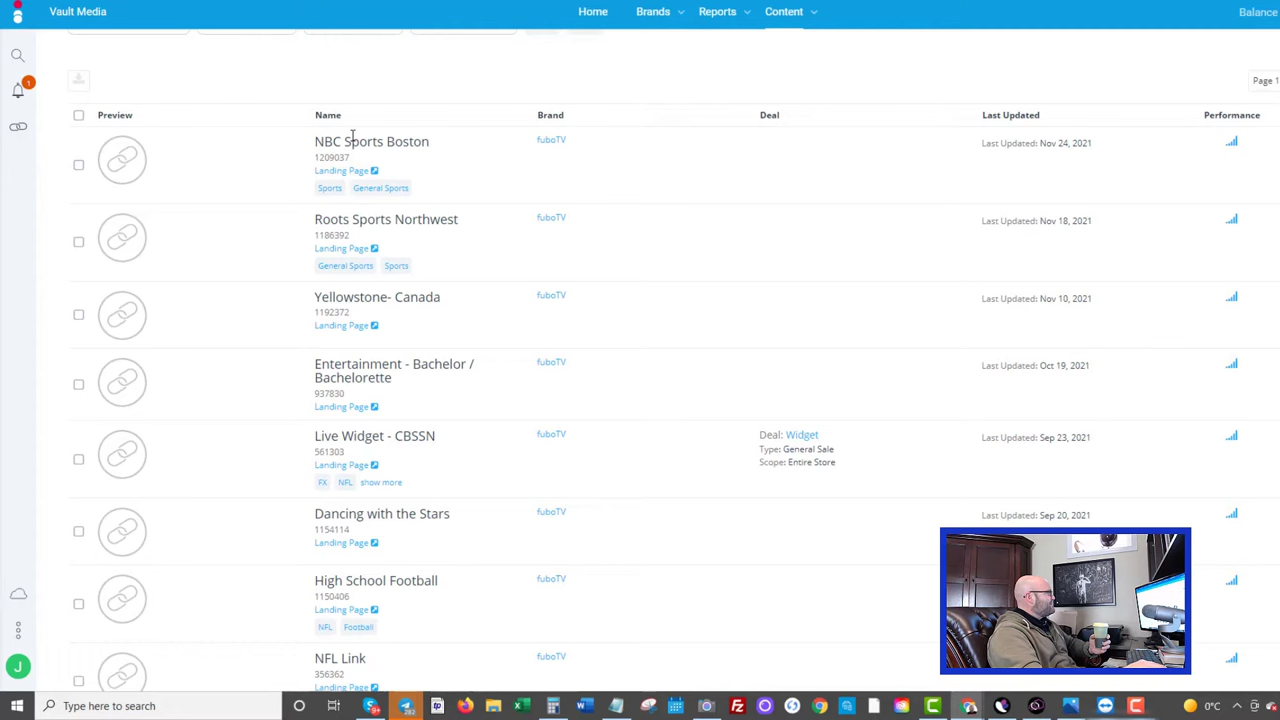 Vault Media
Home
Brands
Reports
Content
Balance
1
Page 1
Preview
Name
Brand
Deal
Last Updated
Performance
NBC Sports Boston
fuboTV
Last Updated: Nov 24, 2021
1209037
Landing Page
Sports
General Sports
Roots Sports Northwest
fuboTV
Last Updated: Nov 18, 2021
1186392
Landing Page
General Sports
Sports
Yellowstone- Canada
fuboTV
Last Updated: Nov 10, 2021
1192372
Landing Page
Entertainment - Bachelor /
Bachelorette
fuboTV
Last Updated: Oct 19, 2021
937830
Landing Page
Live Widget - CBSSN
fuboTV
Deal: Widget
Last Updated: Sep 23, 2021
561303
Type: General Sale
Landing Page
Scope: Entire Store
FX
NFL
show more
Dancing with the Stars
fuboTV
Last Updated: Sep 20, 2021
1154114
Landing Page
High School Football
fuboTV
1150406
Landing Page
NFL
Football
NFL Link
fuboTV
356362
Landing Page
J
Type here to search
282
0°C